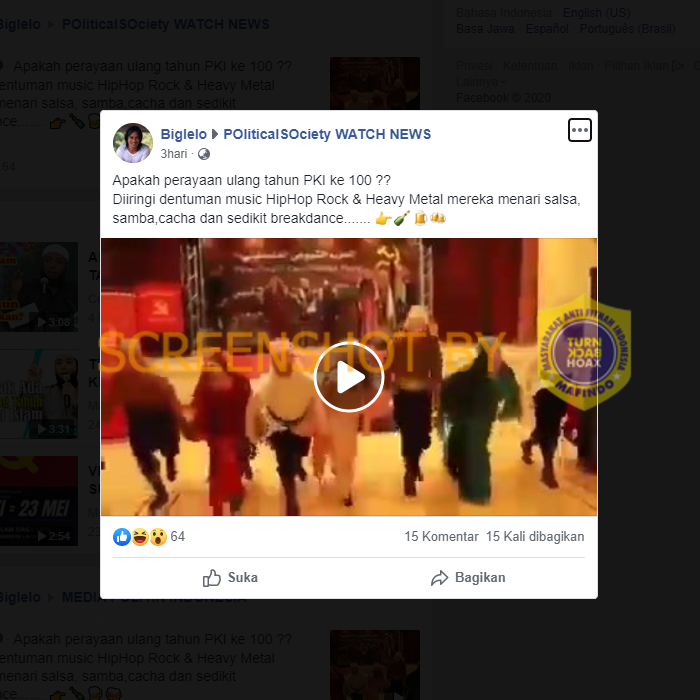 Biglelo POliticalSOciety WATCH NEWS
Bahasa Indonesia · English (US)
Basa Jawa · Español · Português (Brasil)
Privasi · Ketentuan · Iklan · Pilihan Iklan
Lainnya
Facebook © 2020
Apakah perayaan ulang tahun PKI ke 100 ??
dentuman music HipHop Rock & Heavy Metal
menari salsa, samba,cacha dan sedikit
Biglelo POliticalSOciety WATCH NEWS
3hari ·
Apakah perayaan ulang tahun PKI ke 100 ??
Diiringi dentuman music HipHop Rock & Heavy Metal mereka menari salsa,
samba,cacha dan sedikit breakdance....... 👉🍾🍺🍻
SCREENSHOT BY
MASYARAKAT ANTI FITNAH INDONESIA
TURN
BACK
HOAX
MAFINDO
3:08
3:31
= 23 MEI
2:54
64
15 Komentar 15 Kali dibagikan
Suka
Bagikan
Biglelo
Apakah perayaan ulang tahun PKI ke 100 ??
dentuman music HipHop Rock & Heavy Metal
menari salsa, samba,cacha dan sedikit